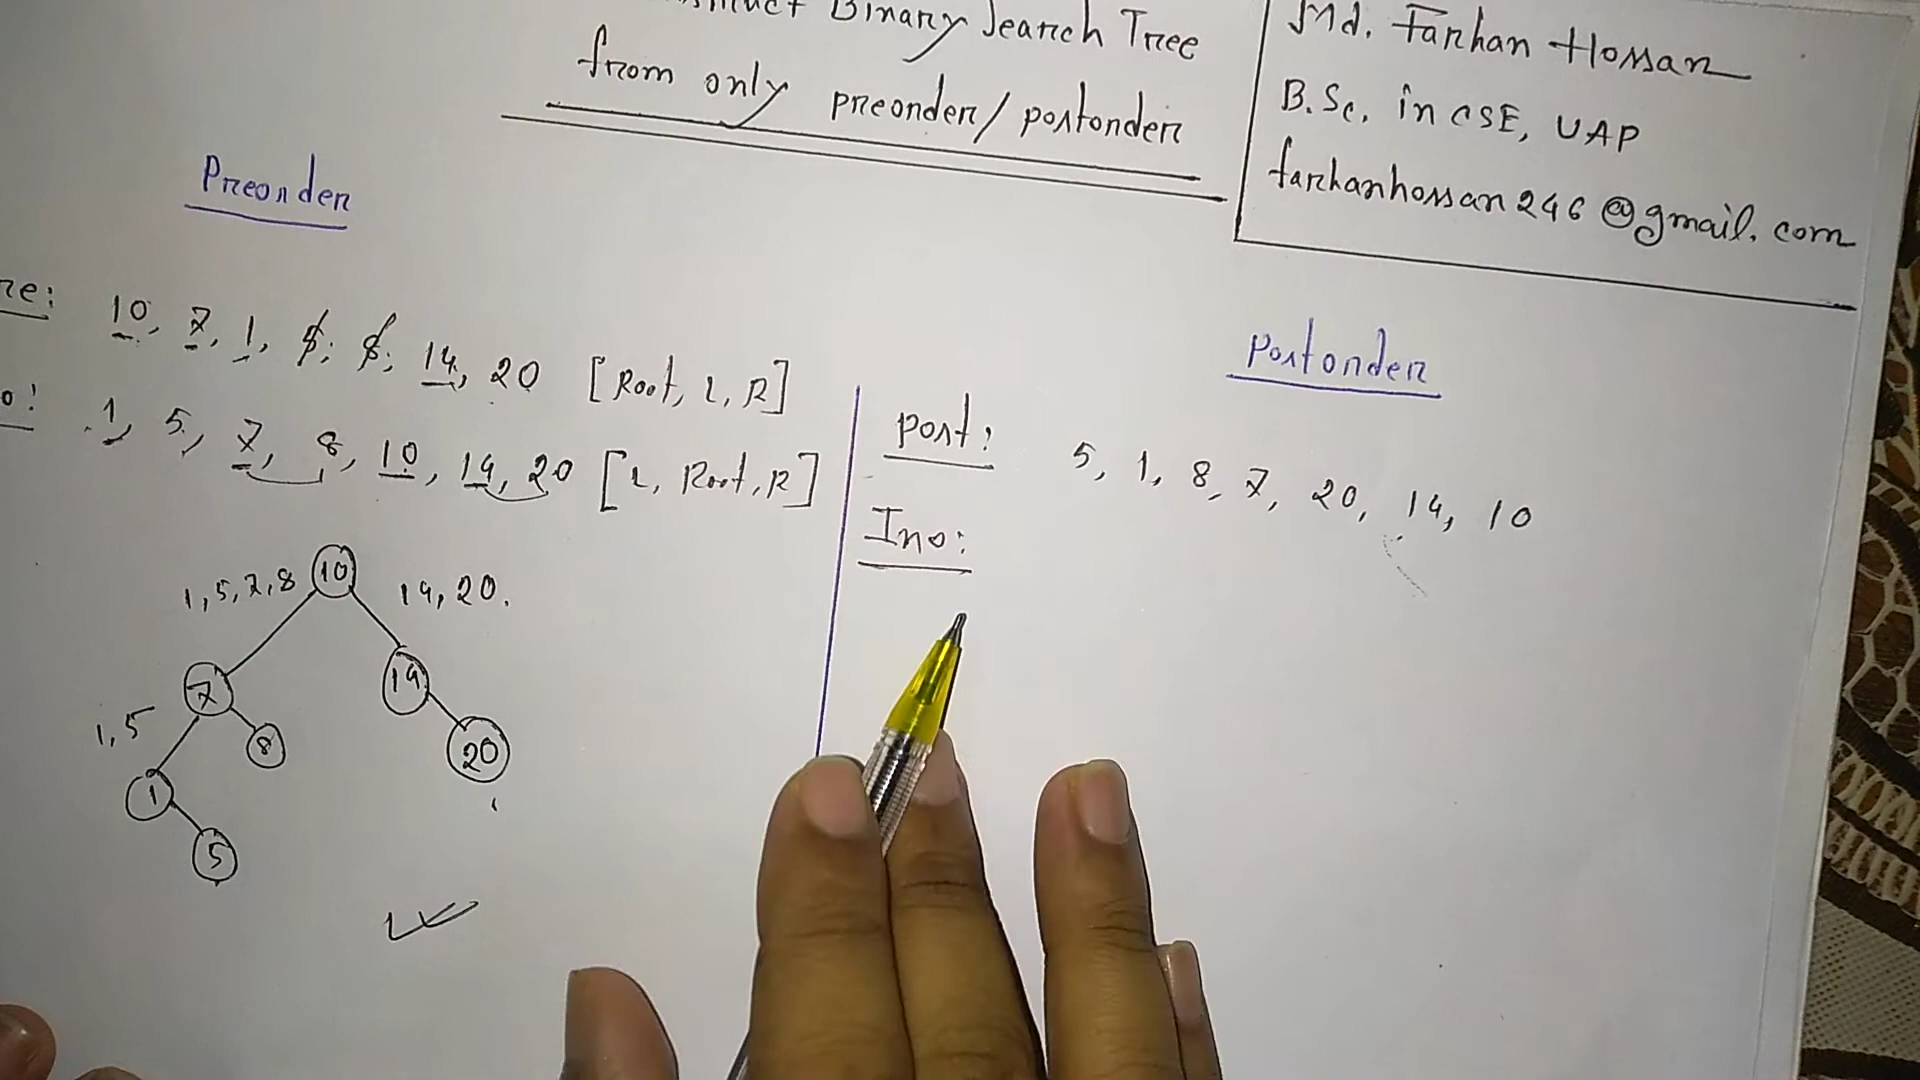 Binary Search Tree
from only preorder/postorder
Md. Farhan Hossan
B.Sc. in CSE, UAP
farhanhossan246@gmail.com
Preorder
re: 10, 7, 1, 5, 8, 14, 20 [Root, L, R]
o: 1, 5, 7, 8, 10, 14, 20 [L, Root, R]
Postorder
Post: 5, 1, 8, 7, 20, 14, 10
Ino:
1, 5, 7, 8 10 14, 20.
7 14
1, 5 8 20
1
5